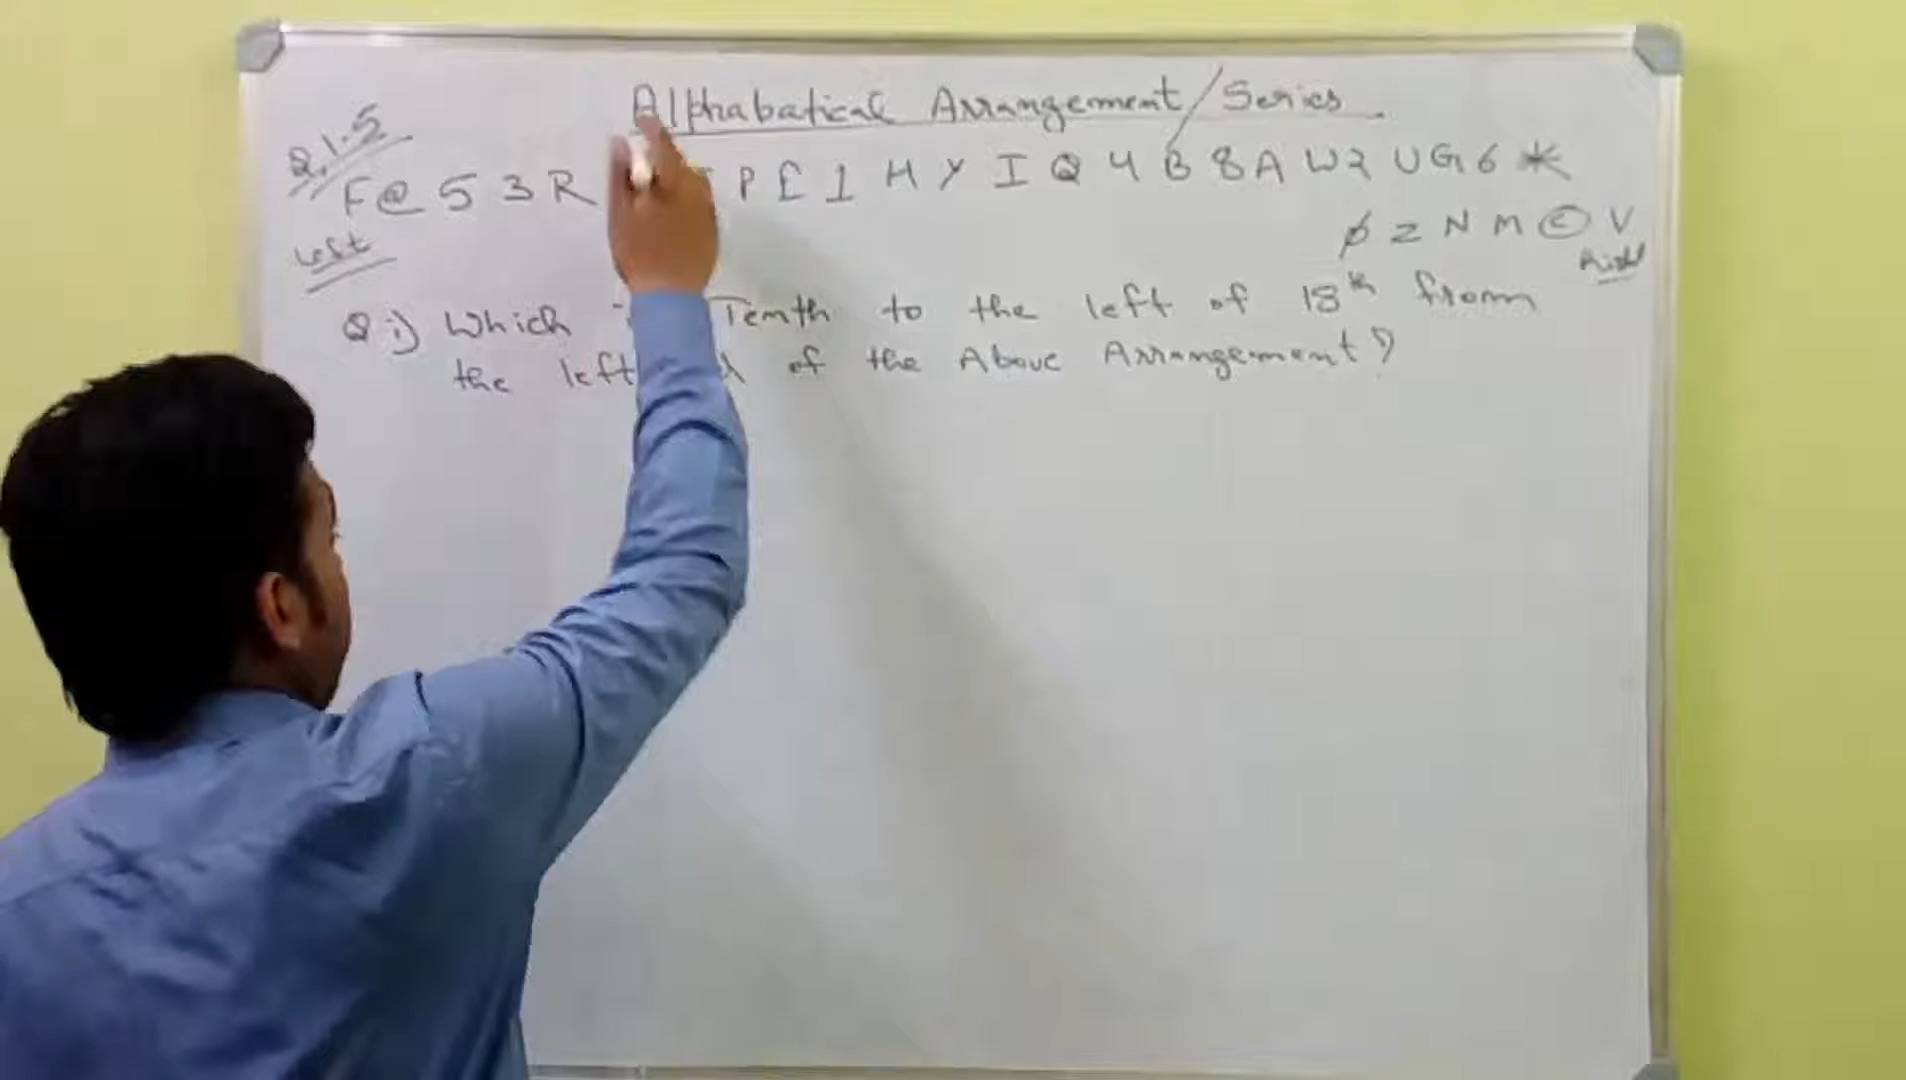 Alphabatical Arrangement/Series
Q.1-5
F @ 5 3 R P £ 1 H Y I Q 4 B 8 A W 2 U G 6 *
Left
ɸ Z N M © V
Right
Q i) Which Tenth to the left of 18th from
the left of the Above Arrangement?